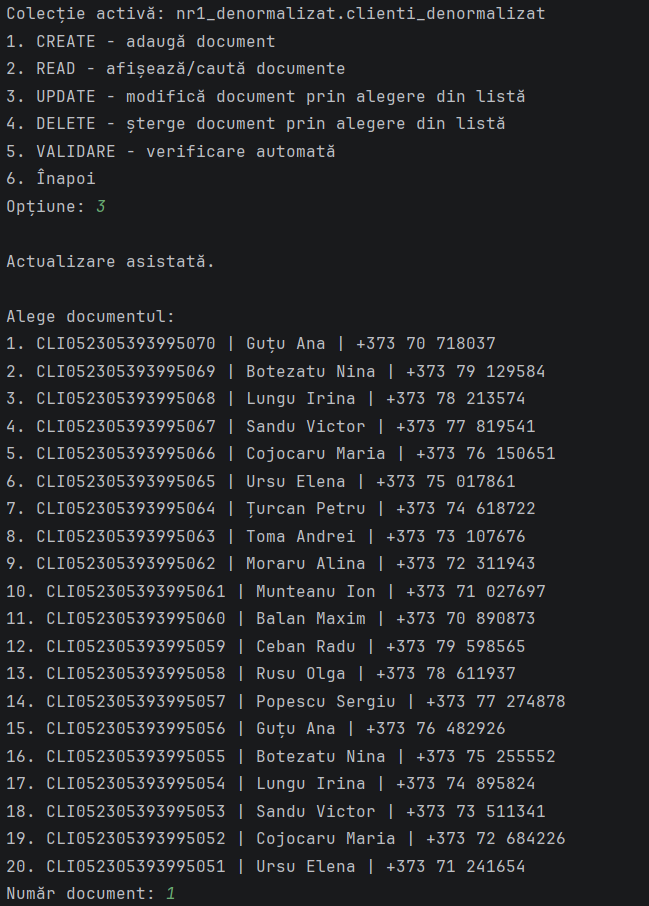 Colecție activă: nr1_denormalizat.clienti_denormalizat
1. CREATE - adaugă document
2. READ - afișează/caută documente
3. UPDATE - modifică document prin alegere din listă
4. DELETE - șterge document prin alegere din listă
5. VALIDARE - verificare automată
6. Înapoi
Opțiune: 3
Actualizare asistată.
Alege documentul:
1. CLI052305393995070 | Guțu Ana | +373 70 718037
2. CLI052305393995069 | Botezatu Nina | +373 79 129584
3. CLI052305393995068 | Lungu Irina | +373 78 213574
4. CLI052305393995067 | Sandu Victor | +373 77 819541
5. CLI052305393995066 | Cojocaru Maria | +373 76 150651
6. CLI052305393995065 | Ursu Elena | +373 75 017861
7. CLI052305393995064 | Țurcan Petru | +373 74 618722
8. CLI052305393995063 | Toma Andrei | +373 73 107676
9. CLI052305393995062 | Moraru Alina | +373 72 311943
10. CLI052305393995061 | Munteanu Ion | +373 71 027697
11. CLI052305393995060 | Balan Maxim | +373 70 890873
12. CLI052305393995059 | Ceban Radu | +373 79 598565
13. CLI052305393995058 | Rusu Olga | +373 78 611937
14. CLI052305393995057 | Popescu Sergiu | +373 77 274878
15. CLI052305393995056 | Guțu Ana | +373 76 482926
16. CLI052305393995055 | Botezatu Nina | +373 75 255552
17. CLI052305393995054 | Lungu Irina | +373 74 895824
18. CLI052305393995053 | Sandu Victor | +373 73 511341
19. CLI052305393995052 | Cojocaru Maria | +373 72 684226
20. CLI052305393995051 | Ursu Elena | +373 71 241654
Număr document: 1